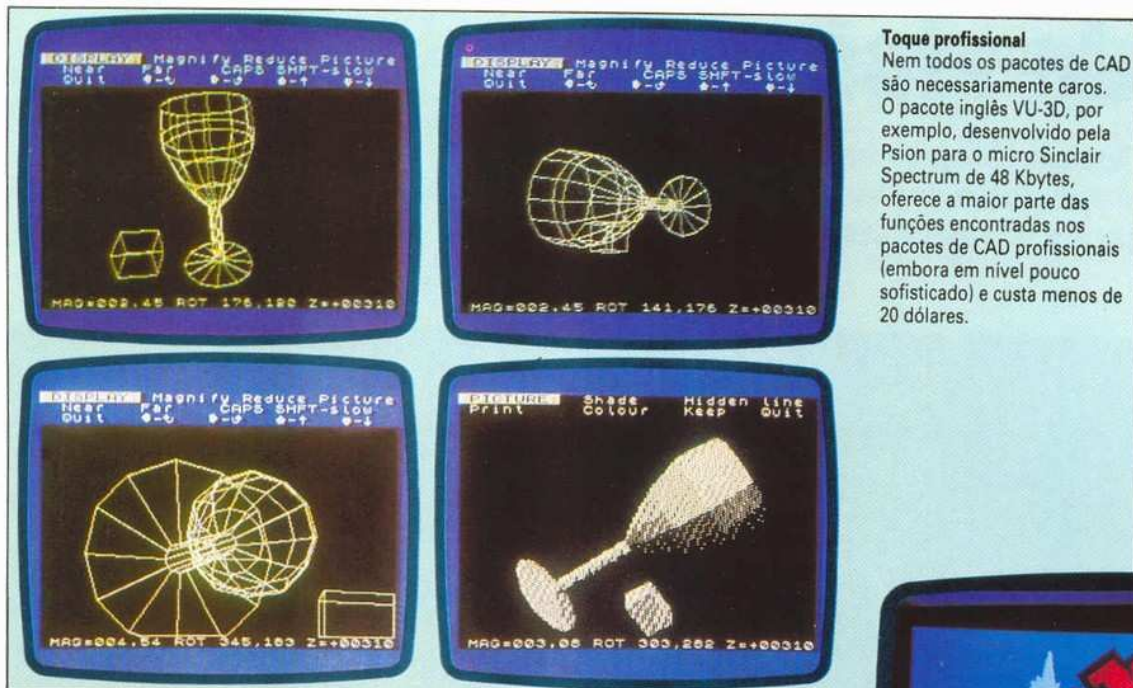 DISPLAY: Magnify Reduce Picture
Near Far CAPS SHFT-slow
Quit
MAG=002.45 ROT 176,180 Z=+00310
DISPLAY: Magnify Reduce Picture
Near Far CAPS SHFT-slow
Quit
MAG=002.45 ROT 141,176 Z=+00310
Toque profissional
Nem todos os pacotes de CAD
são necessariamente caros.
O pacote inglês VU-3D, por
exemplo, desenvolvido pela
Psion para o micro Sinclair
Spectrum de 48 Kbytes,
oferece a maior parte das
funções encontradas nos
pacotes de CAD profissionais
(embora em nível pouco
sofisticado) e custa menos de
20 dólares.
DISPLAY: Magnify Reduce Picture
Near Far CAPS SHFT-slow
Quit
MAG=004.54 ROT 345,163 Z=+00310
PICTURE: Shade Hidden line
Print Colour Keep Quit
MAG=003.06 ROT 303,282 Z=+00310